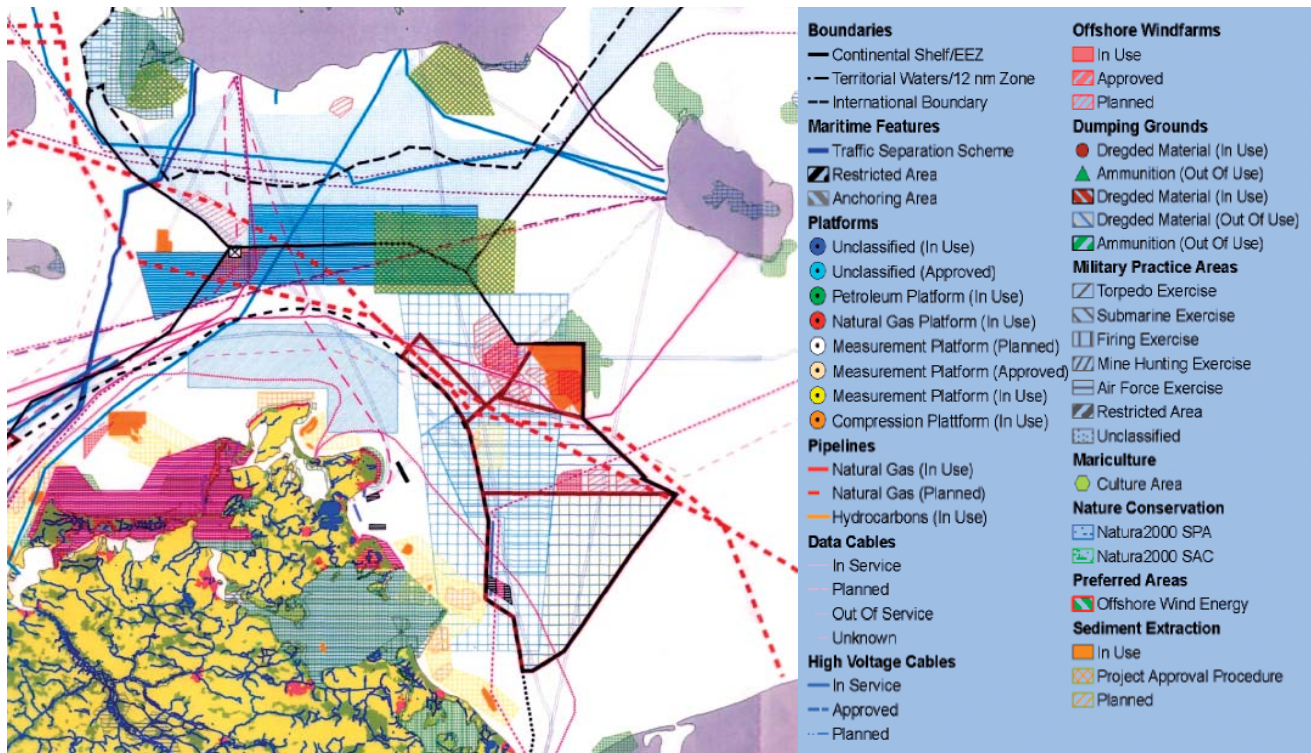 Boundaries
Continental Shelf/EEZ
Territorial Waters/12 nm Zone
International Boundary
Maritime Features
Traffic Separation Scheme
Restricted Area
Anchoring Area
Platforms
Unclassified (In Use)
Unclassified (Approved)
Petroleum Platform (In Use)
Natural Gas Platform (In Use)
Measurement Platform (Planned)
Measurement Platform (Approved)
Measurement Platform (In Use)
Compression Plattform (In Use)
Pipelines
Natural Gas (In Use)
Natural Gas (Planned)
Hydrocarbons (In Use)
Data Cables
In Service
Planned
Out Of Service
Unknown
High Voltage Cables
In Service
Approved
Planned
Offshore Windfarms
In Use
Approved
Planned
Dumping Grounds
Dregded Material (In Use)
Ammunition (Out Of Use)
Dregded Material (In Use)
Dregded Material (Out Of Use)
Ammunition (Out Of Use)
Military Practice Areas
Torpedo Exercise
Submarine Exercise
Firing Exercise
Mine Hunting Exercise
Air Force Exercise
Restricted Area
Unclassified
Mariculture
Culture Area
Nature Conservation
Natura2000 SPA
Natura2000 SAC
Preferred Areas
Offshore Wind Energy
Sediment Extraction
In Use
Project Approval Procedure
Planned